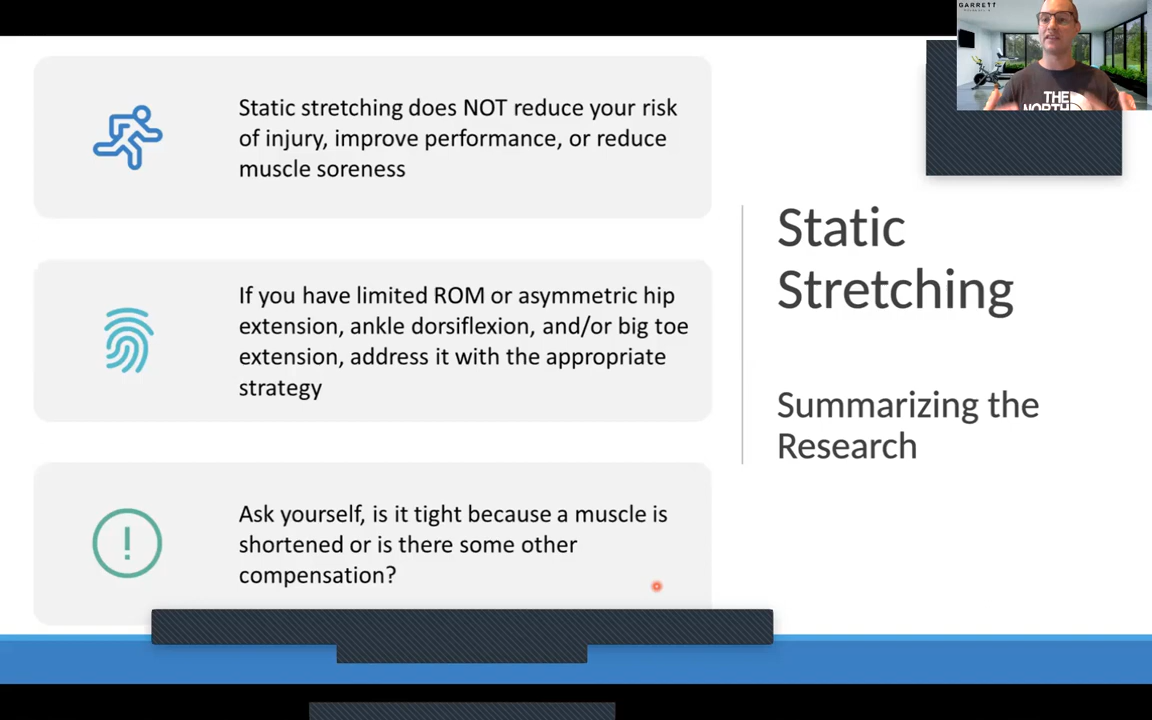 GARRETT
THE
NORTH
Static stretching does NOT reduce your risk
of injury, improve performance, or reduce
muscle soreness
If you have limited ROM or asymmetric hip
extension, ankle dorsiflexion, and/or big toe
extension, address it with the appropriate
strategy
Ask yourself, is it tight because a muscle is
shortened or is there some other
compensation?
Static
Stretching
Summarizing the
Research